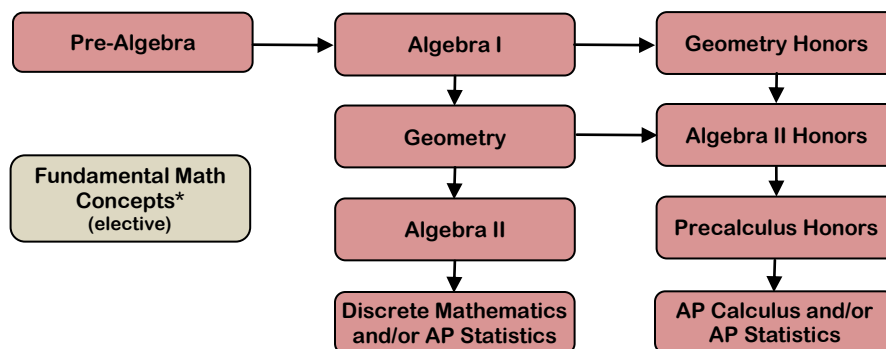 Pre-Algebra
Algebra I
Geometry Honors
Geometry
Algebra II Honors
Fundamental Math
Concepts*
(elective)
Algebra II
Precalculus Honors
Discrete Mathematics
and/or AP Statistics
AP Calculus and/or
AP Statistics